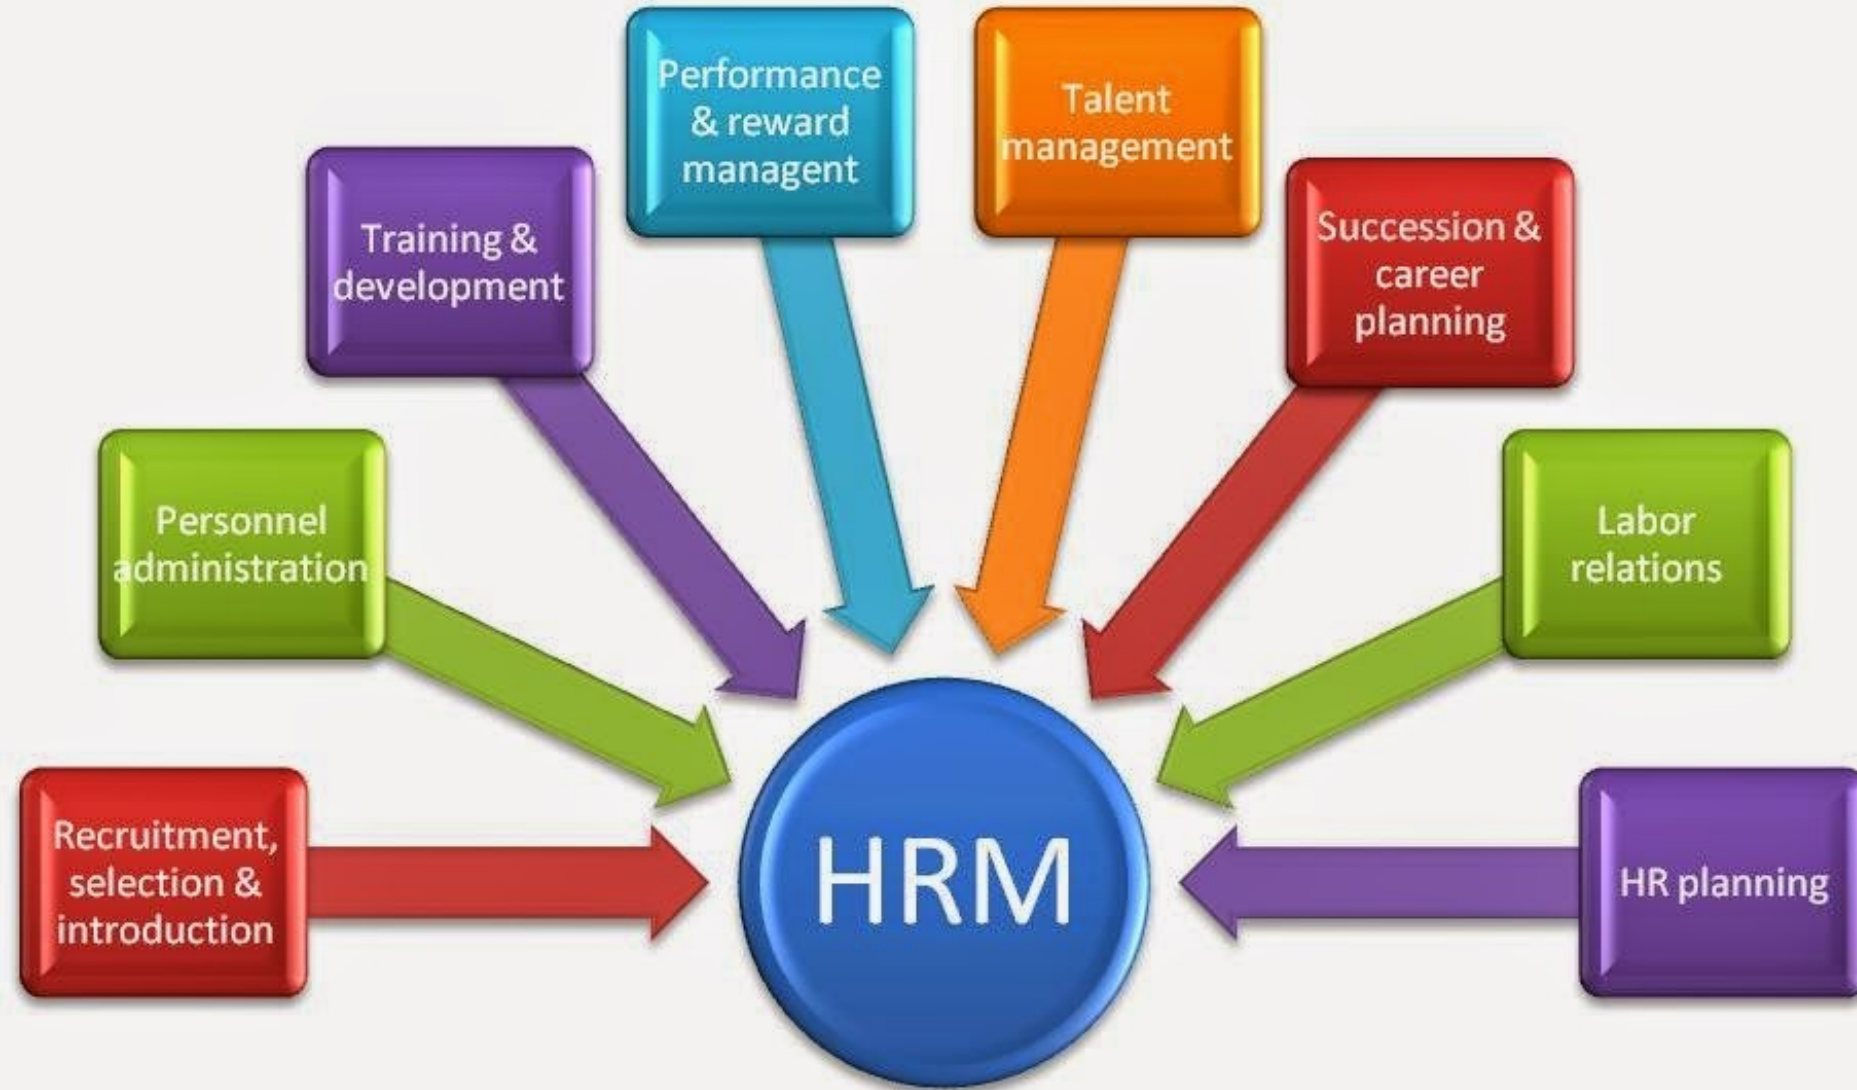 Performance
& reward
managent
Talent
management
Training &
development
Succession &
career
planning
Personnel
administration
Labor
relations
Recruitment,
selection &
introduction
HRM
HR planning